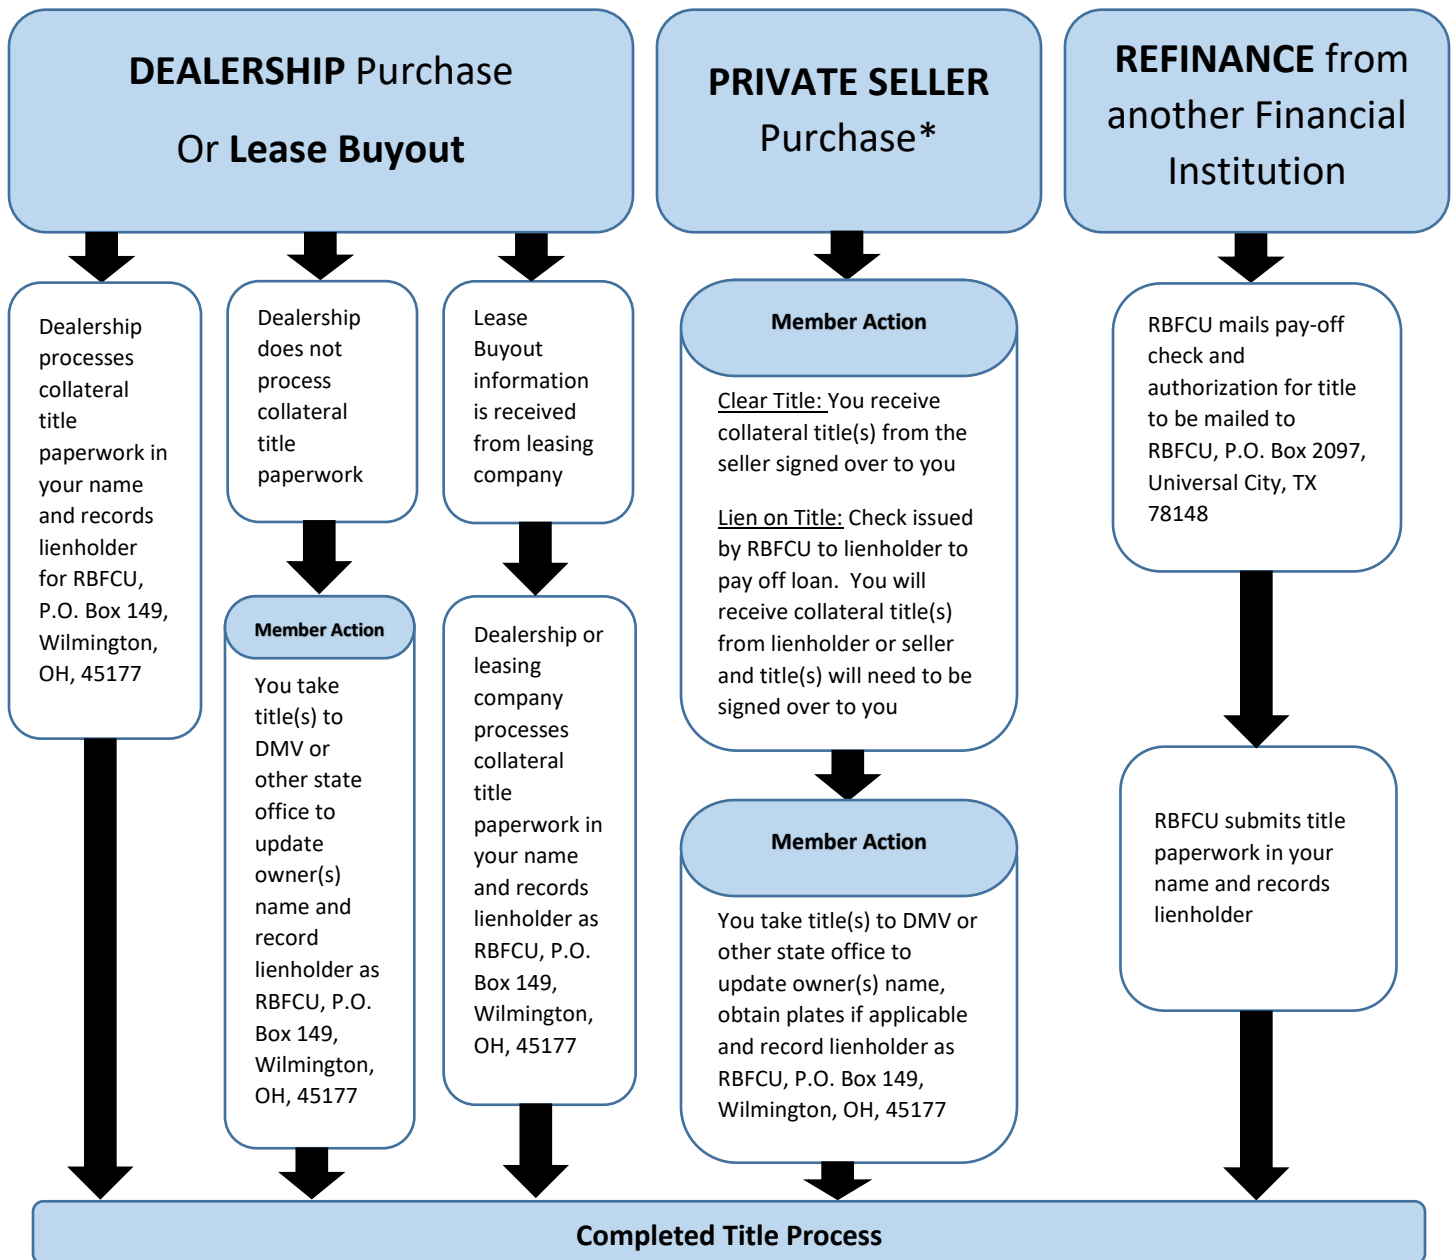 DEALERSHIP Purchase
Or Lease Buyout
Dealership
processes
collateral
title
paperwork in
your name
and records
lienholder
for RBFCU,
P.O. Box 149,
Wilmington,
OH, 45177
Dealership
does not
process
collateral
title
paperwork
Member Action
You take
title(s) to
DMV or
other state
office to
update
owner(s)
name and
record
lienholder as
RBFCU, P.O.
Box 149,
Wilmington,
OH, 45177
Lease
Buyout
information
is received
from leasing
company
Dealership or
leasing
company
processes
collateral
title
paperwork in
your name
and records
lienholder as
RBFCU, P.O.
Box 149,
Wilmington,
OH, 45177
PRIVATE SELLER
Purchase*
Member Action
Clear Title: You receive
collateral title(s) from the
seller signed over to you
Lien on Title: Check issued
by RBFCU to lienholder to
pay off loan.  You will
receive collateral title(s)
from lienholder or seller
and title(s) will need to be
signed over to you
Member Action
You take title(s) to DMV or
other state office to
update owner(s) name,
obtain plates if applicable
and record lienholder as
RBFCU, P.O. Box 149,
Wilmington, OH, 45177
REFINANCE from
another Financial
Institution
RBFCU mails pay-off
check and
authorization for title
to be mailed to
RBFCU, P.O. Box 2097,
Universal City, TX
78148
RBFCU submits title
paperwork in your
name and records
lienholder
Completed Title Process